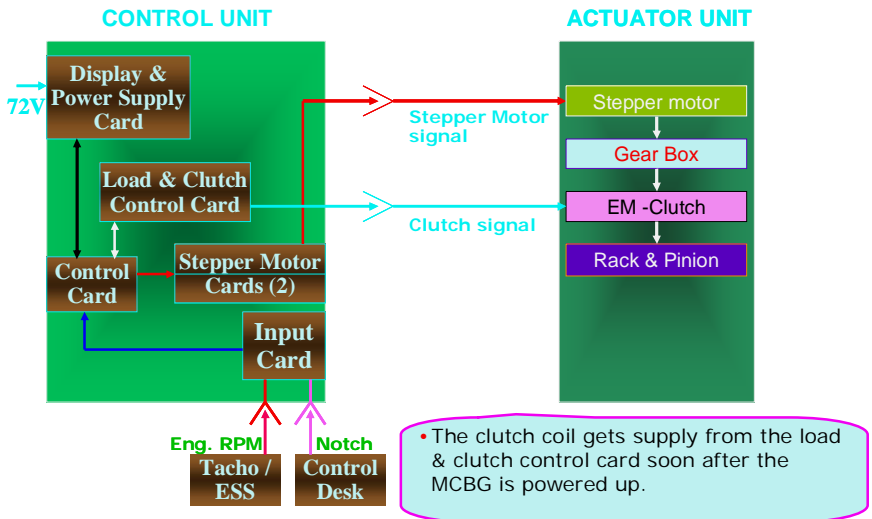 CONTROL UNIT
ACTUATOR UNIT
72V
Display &
Power Supply
Card
Load & Clutch
Control Card
Control
Card
Stepper Motor
Cards (2)
Input
Card
Eng. RPM
Notch
Tacho /
ESS
Control
Desk
Stepper Motor
signal
Clutch signal
Stepper motor
Gear Box
EM -Clutch
Rack & Pinion
• The clutch coil gets supply from the load
& clutch control card soon after the
MCBG is powered up.